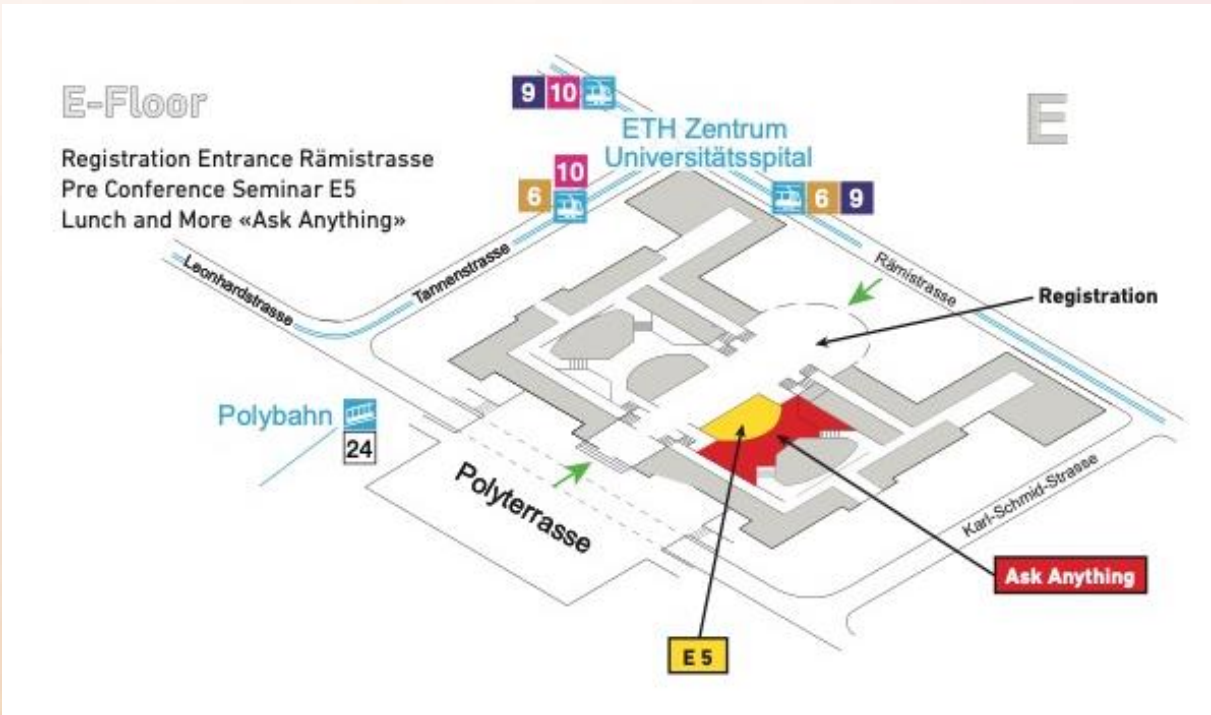 E-Floor
Registration Entrance Rämistrasse
Pre Conference Seminar E5
Lunch and More «Ask Anything»
9 10
E
ETH Zentrum
Universitätsspital
10
6
6 9
Leonhardstrasse
Tannenstrasse
Rämistrasse
Registration
Polybahn
24
Polyterrasse
Karl-Schmid-Strasse
Ask Anything
E 5